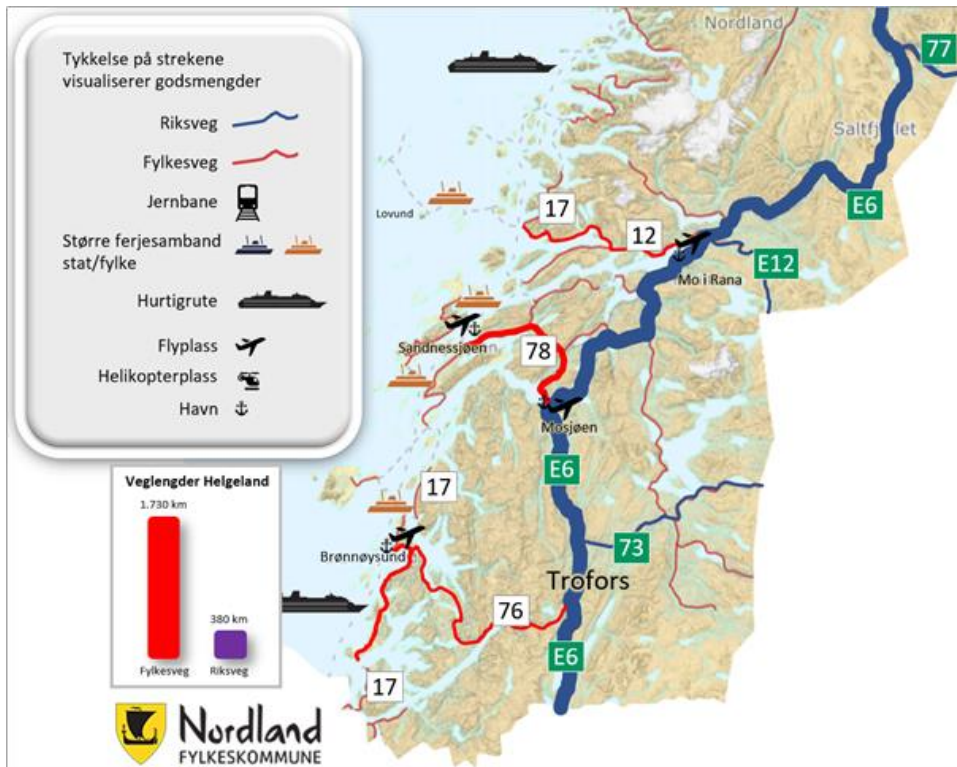 Tykkelse på strekene
visualiserer godsmengder
Riksveg
Fylkesveg
Jernbane
Større ferjesamband
stat/fylke
Hurtigrute
Flyplass
Helikopterplass
Havn
Veglengder Helgeland
1.730 km
380 km
Fylkesveg
Riksveg
Nordland
FYLKESKOMMUNE
Nordland
77
Saltfjellet
E6
Lovund
17
12
E12
Mo i Rana
Sandnessjøen
78
Mosjøen
E6
17
73
Brønnøysund
Trofors
76
E6
17